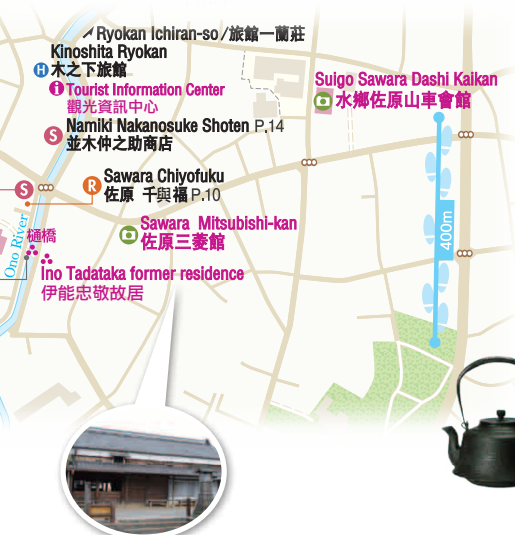 Ryokan Ichiran-so/旅館一蘭荘
Kinoshita Ryokan
H 木之下旅館
i Tourist Information Center
觀光資訊中心
S Namiki Nakanosuke Shoten P.14
並木仲之助商店
Suigo Sawara Dashi Kaikan
水鄉佐原山車會館
S
R Sawara Chiyofuku
佐原 千與福 P.10
400m
Sawara Mitsubishi-kan
佐原三菱館
樋橋
Ono River
Ino Tadataka former residence
伊能忠敬故居